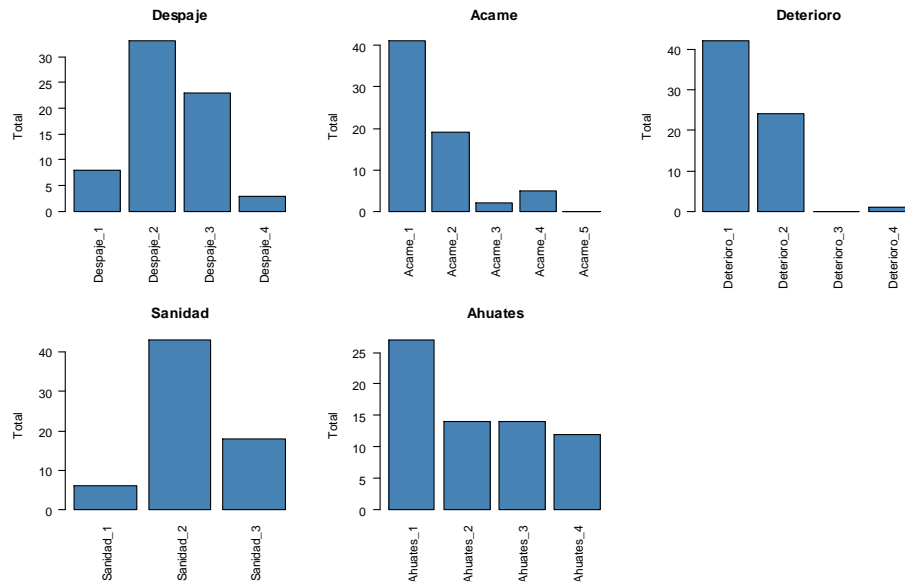 Despaje
Total
30
25
20
15
10
5
0
Despaje_1
Despaje_2
Despaje_3
Despaje_4
Acame
Total
40
30
20
10
0
Acame_1
Acame_2
Acame_3
Acame_4
Acame_5
Deterioro
Total
40
30
20
10
0
Deterioro_1
Deterioro_2
Deterioro_3
Deterioro_4
Sanidad
Total
40
30
20
10
0
Sanidad_1
Sanidad_2
Sanidad_3
Ahuates
Total
25
20
15
10
5
0
Ahuates_1
Ahuates_2
Ahuates_3
Ahuates_4